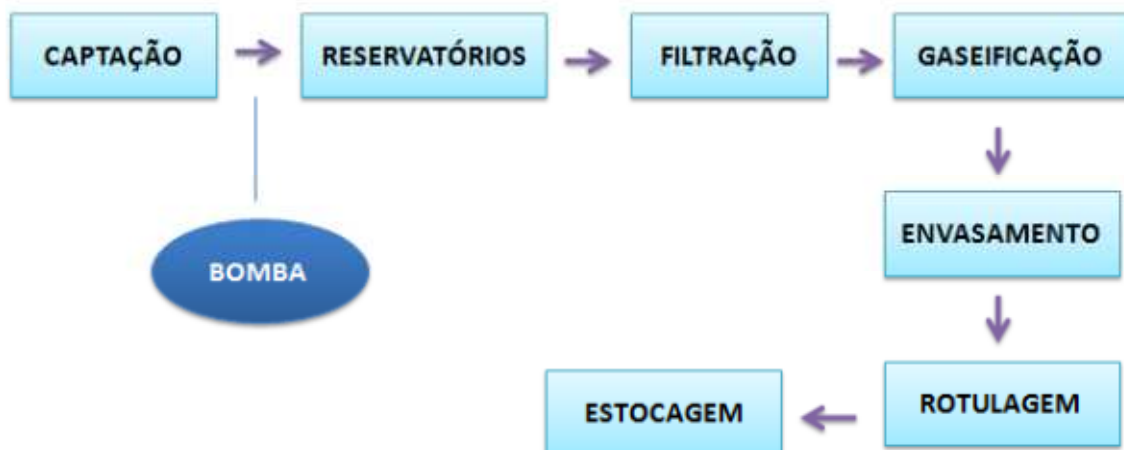 CAPTAÇÃO
RESERVATÓRIOS
FILTRAÇÃO
GASEIFICAÇÃO
BOMBA
ENVASAMENTO
ROTULAGEM
ESTOCAGEM